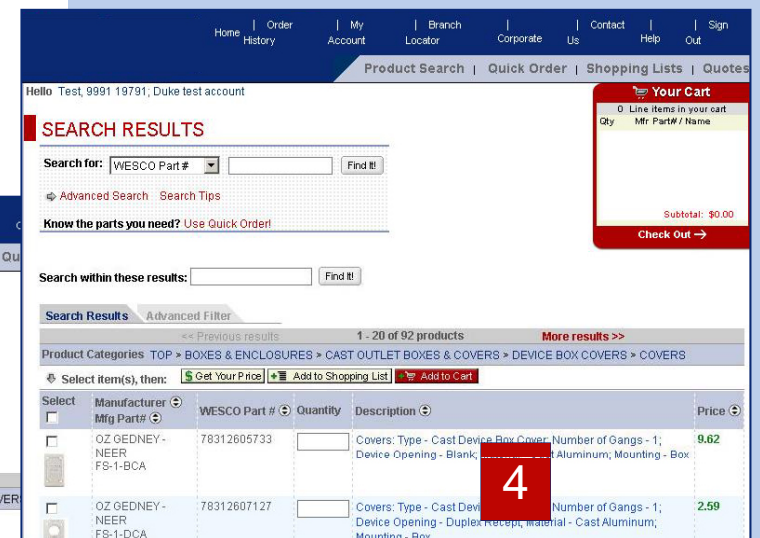 Home | Order History | My Account | Branch Locator | Corporate | Contact Us | Help | Sign Out
Product Search | Quick Order | Shopping Lists | Quotes
Hello Test, 9991 19791; Duke test account
Your Cart
0 Line items in your cart
Qty Mfr Part# / Name
SEARCH RESULTS
Search for: WESCO Part # Find It!
Advanced Search Search Tips
Subtotal: $0.00
Know the parts you need? Use Quick Order!
Check Out →
Qu
Search within these results: Find It!
Search Results Advanced Filter
<< Previous results 1 - 20 of 92 products More results >>
Product Categories TOP > BOXES & ENCLOSURES > CAST OUTLET BOXES & COVERS > DEVICE BOX COVERS > COVERS
Select item(s), then: $ Get Your Price Add to Shopping List Add to Cart
Select Manufacturer Mfg Part# WESCO Part # Quantity Description Price
OZ GEDNEY - 78312605733 Covers: Type - Cast Device Box Cover; Number of Gangs - 1; 9.62
NEER Device Opening - Blank; Aluminum; Mounting - Box
FS-1-BCA
4
VER
OZ GEDNEY - 78312607127 Covers: Type - Cast Number of Gangs - 1; 2.59
NEER Device Opening - Duplex Recept; Material - Cast Aluminum;
FS-1-DCA Mounting - Box